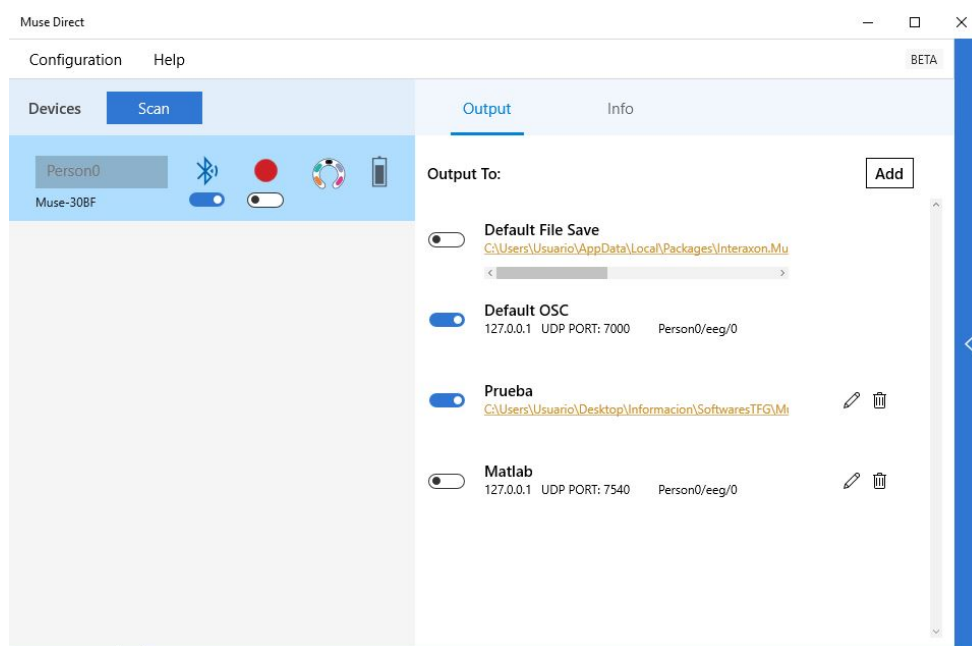 Muse Direct
Configuration Help
BETA
Devices Scan
Output Info
Person0
Muse-30BF
Output To:
Add
Default File Save
C:\Users\Usuario\AppData\Local\Packages\Interaxon.Mu
Default OSC
127.0.0.1 UDP PORT: 7000 Person0/eeg/0
Prueba
C:\Users\Usuario\Desktop\Informacion\SoftwaresTFG\Mu
Matlab
127.0.0.1 UDP PORT: 7540 Person0/eeg/0